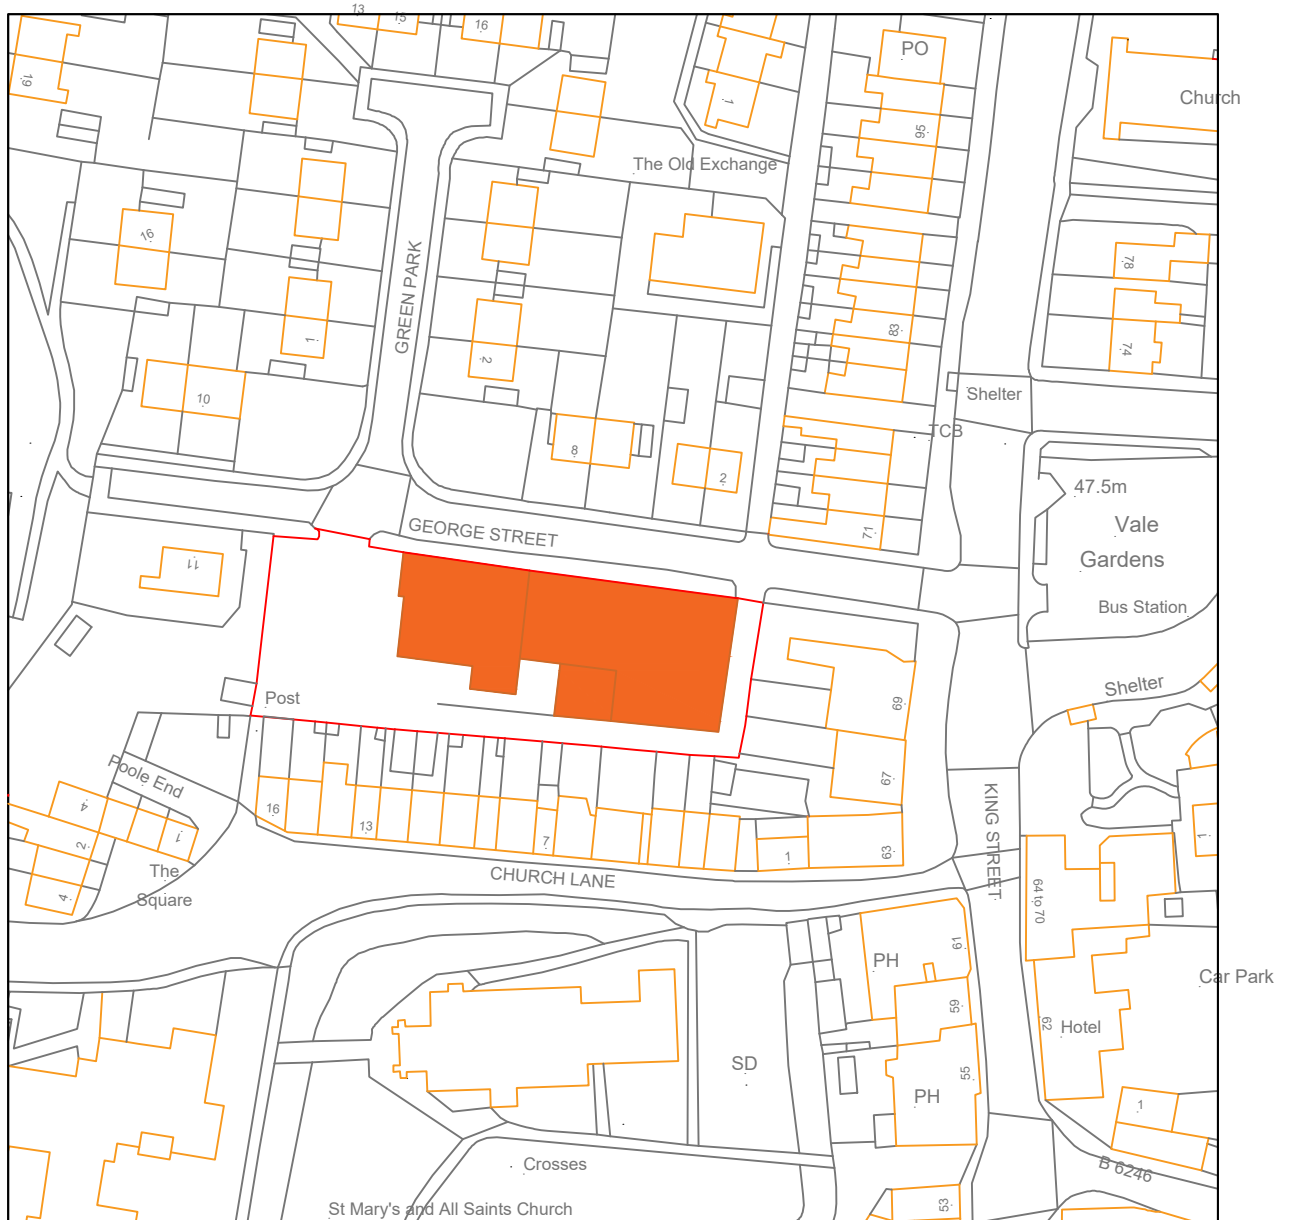 13
15
16
PO
19
1
Church
95
The Old Exchange
16
78
GREEN PARK
83
1
2
74
10
Shelter
TCB
8
2
47.5m
GEORGE STREET
71
Vale
Gardens
11
Bus Station
Shelter
Post
69
Poole End
67
KING STREET
4
16
13
7
1
2
1
63
1
The
Square
4
CHURCH LANE
64 to 70
61
PH
Car Park
59
62
Hotel
SD
55
PH
1
Crosses
B 6246
53
St Mary's and All Saints Church